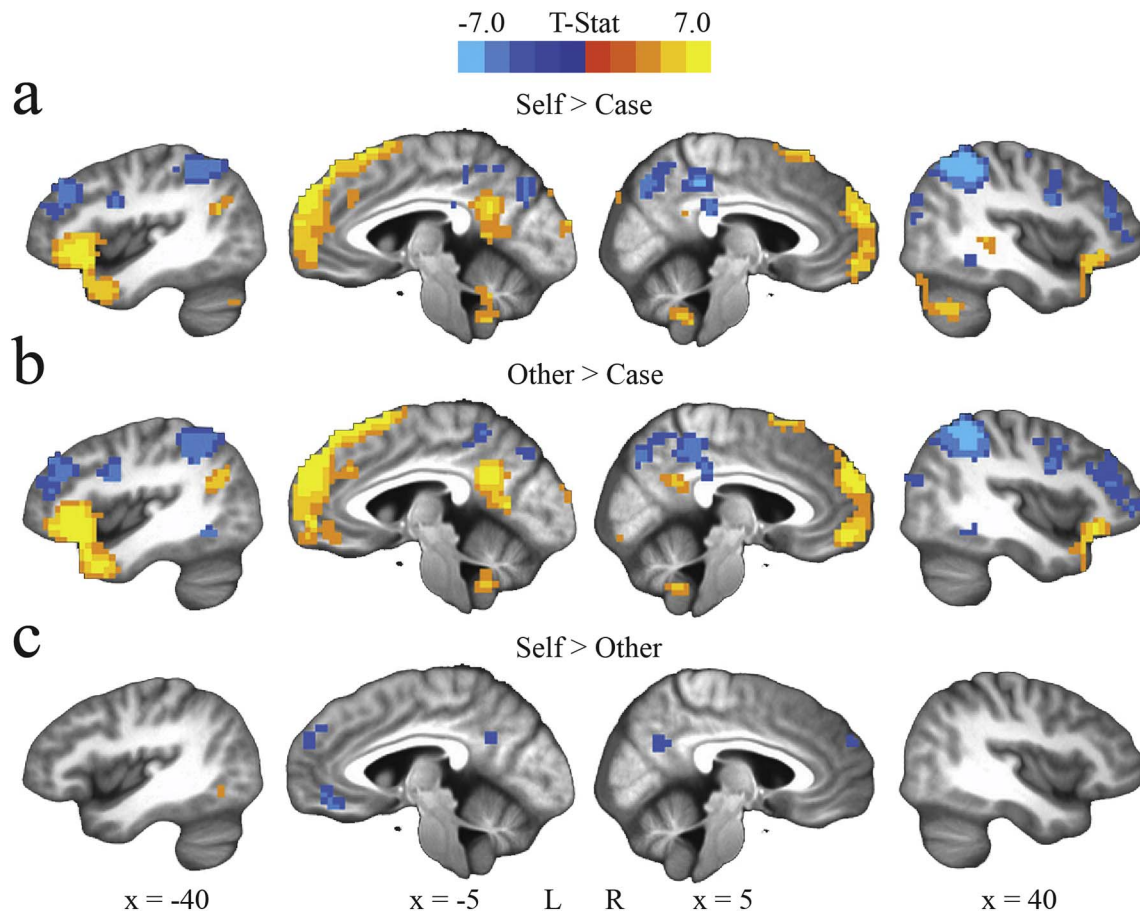 -7.0 T-Stat 7.0
a
Self > Case
b
Other > Case
c
Self > Other
x = -40 x = -5 L R x = 5 x = 40